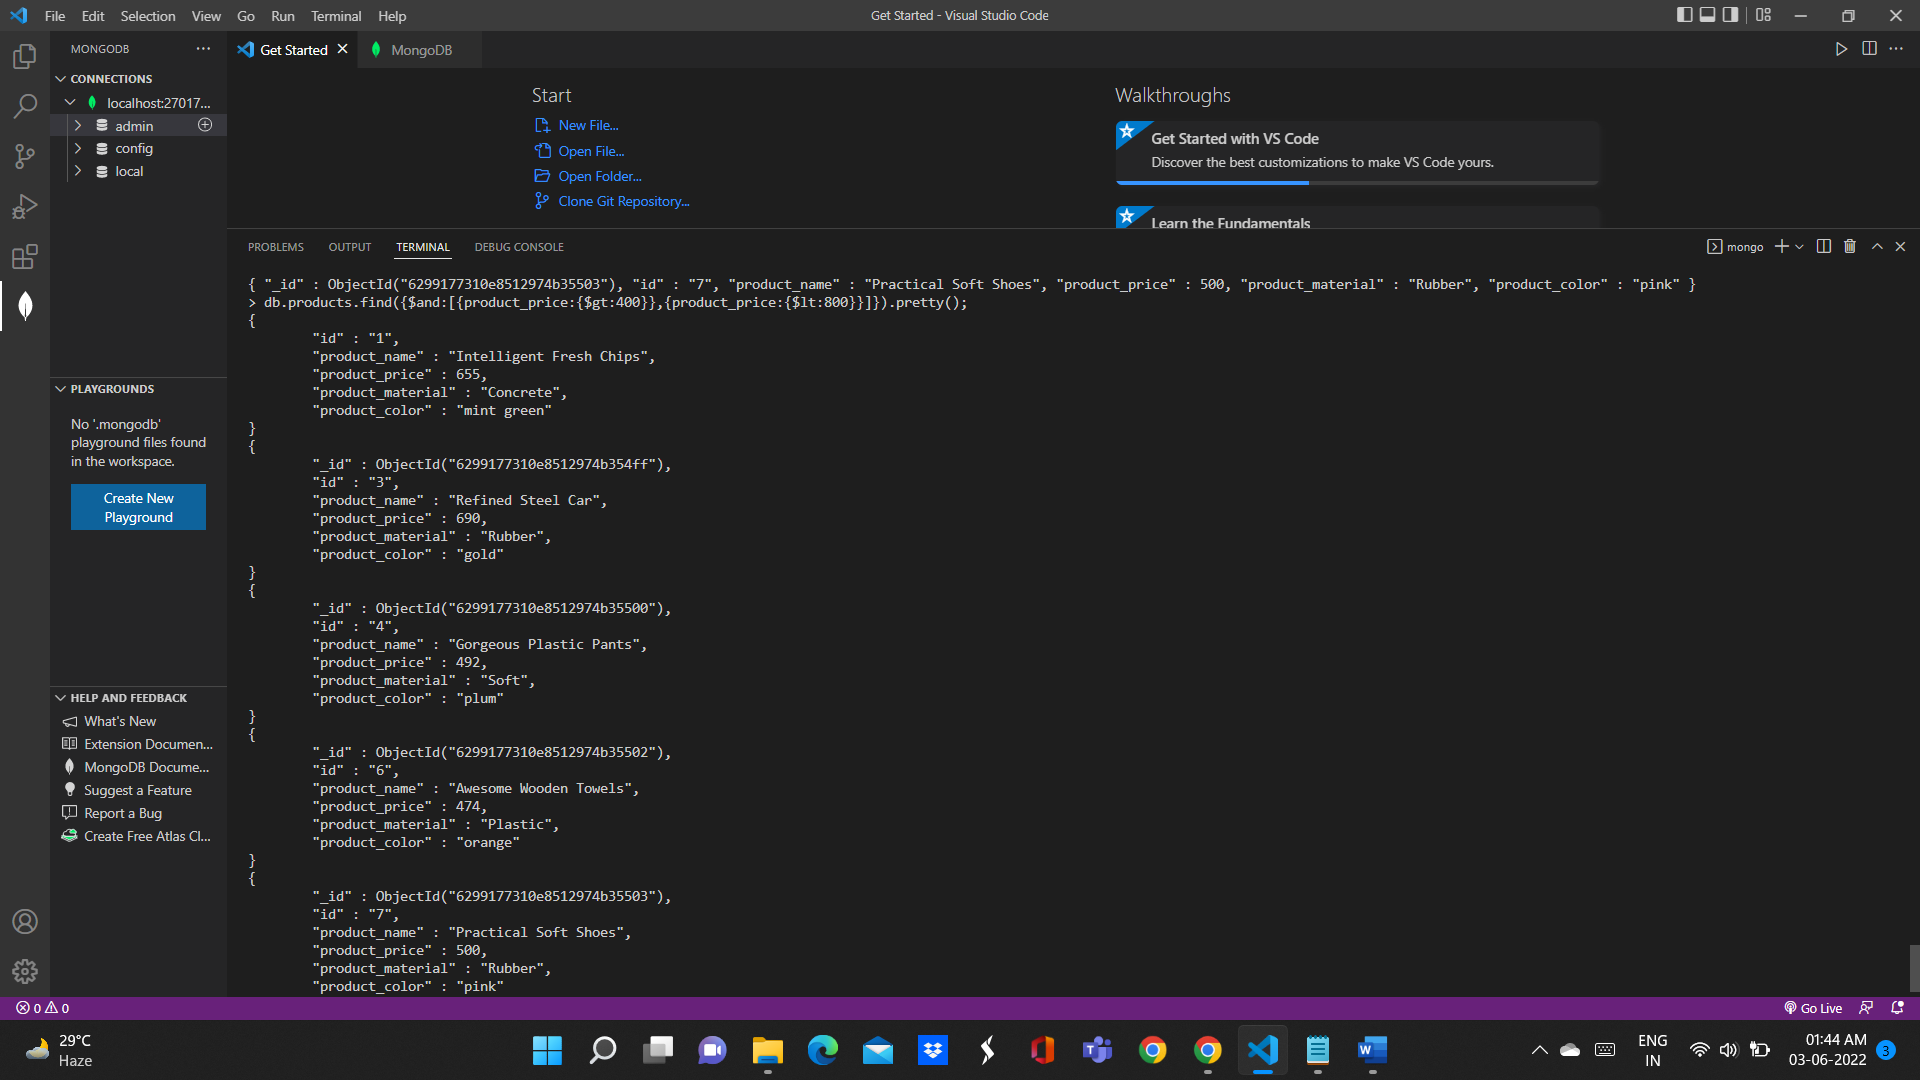 File Edit Selection View Go Run Terminal Help
Get Started - Visual Studio Code
MONGODB
CONNECTIONS
localhost:27017...
admin
config
local
PLAYGROUNDS
No '.mongodb'
playground files found
in the workspace.
Create New
Playground
HELP AND FEEDBACK
What's New
Extension Documen...
MongoDB Docume...
Suggest a Feature
Report a Bug
Create Free Atlas Cl...
Get Started
MongoDB
Start
New File...
Open File...
Open Folder...
Clone Git Repository...
Walkthroughs
Get Started with VS Code
Discover the best customizations to make VS Code yours.
Learn the Fundamentals
PROBLEMS OUTPUT TERMINAL DEBUG CONSOLE
mongo
{ "_id" : ObjectId("6299177310e8512974b35503"), "id" : "7", "product_name" : "Practical Soft Shoes", "product_price" : 500, "product_material" : "Rubber", "product_color" : "pink" }
> db.products.find({$and:[{product_price:{$gt:400}},{product_price:{$lt:800}}]}).pretty();
{
"id" : "1",
"product_name" : "Intelligent Fresh Chips",
"product_price" : 655,
"product_material" : "Concrete",
"product_color" : "mint green"
}
{
"_id" : ObjectId("6299177310e8512974b354ff"),
"id" : "3",
"product_name" : "Refined Steel Car",
"product_price" : 690,
"product_material" : "Rubber",
"product_color" : "gold"
}
{
"_id" : ObjectId("6299177310e8512974b35500"),
"id" : "4",
"product_name" : "Gorgeous Plastic Pants",
"product_price" : 492,
"product_material" : "Soft",
"product_color" : "plum"
}
{
"_id" : ObjectId("6299177310e8512974b35502"),
"id" : "6",
"product_name" : "Awesome Wooden Towels",
"product_price" : 474,
"product_material" : "Plastic",
"product_color" : "orange"
}
{
"_id" : ObjectId("6299177310e8512974b35503"),
"id" : "7",
"product_name" : "Practical Soft Shoes",
"product_price" : 500,
"product_material" : "Rubber",
"product_color" : "pink"
0 0
Go Live
29°C
Haze
ENG
IN
01:44 AM
03-06-2022
3